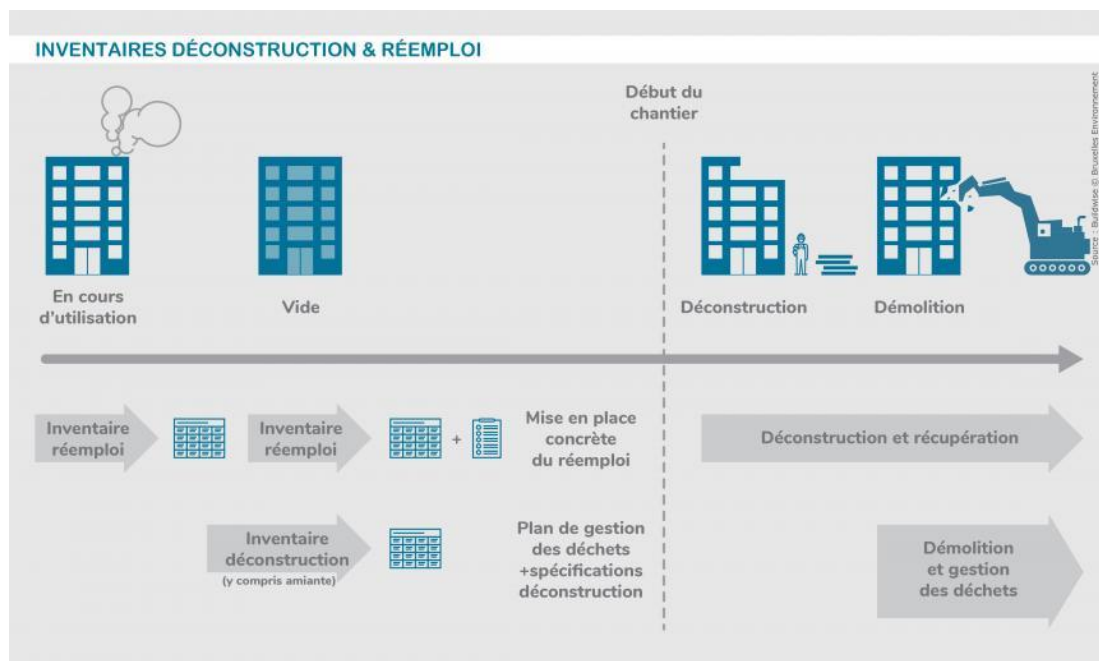 INVENTAIRES DÉCONSTRUCTION & RÉEMPLOI
Début du
chantier
Source : Buildwise © Bruxelles Environnement
En cours
d'utilisation
Vide
Déconstruction
Démolition
Inventaire
réemploi
Inventaire
réemploi
+
Mise en place
concrète
du réemploi
Déconstruction et récupération
Inventaire
déconstruction
(y compris amiante)
Plan de gestion
des déchets
+spécifications
déconstruction
Démolition
et gestion
des déchets